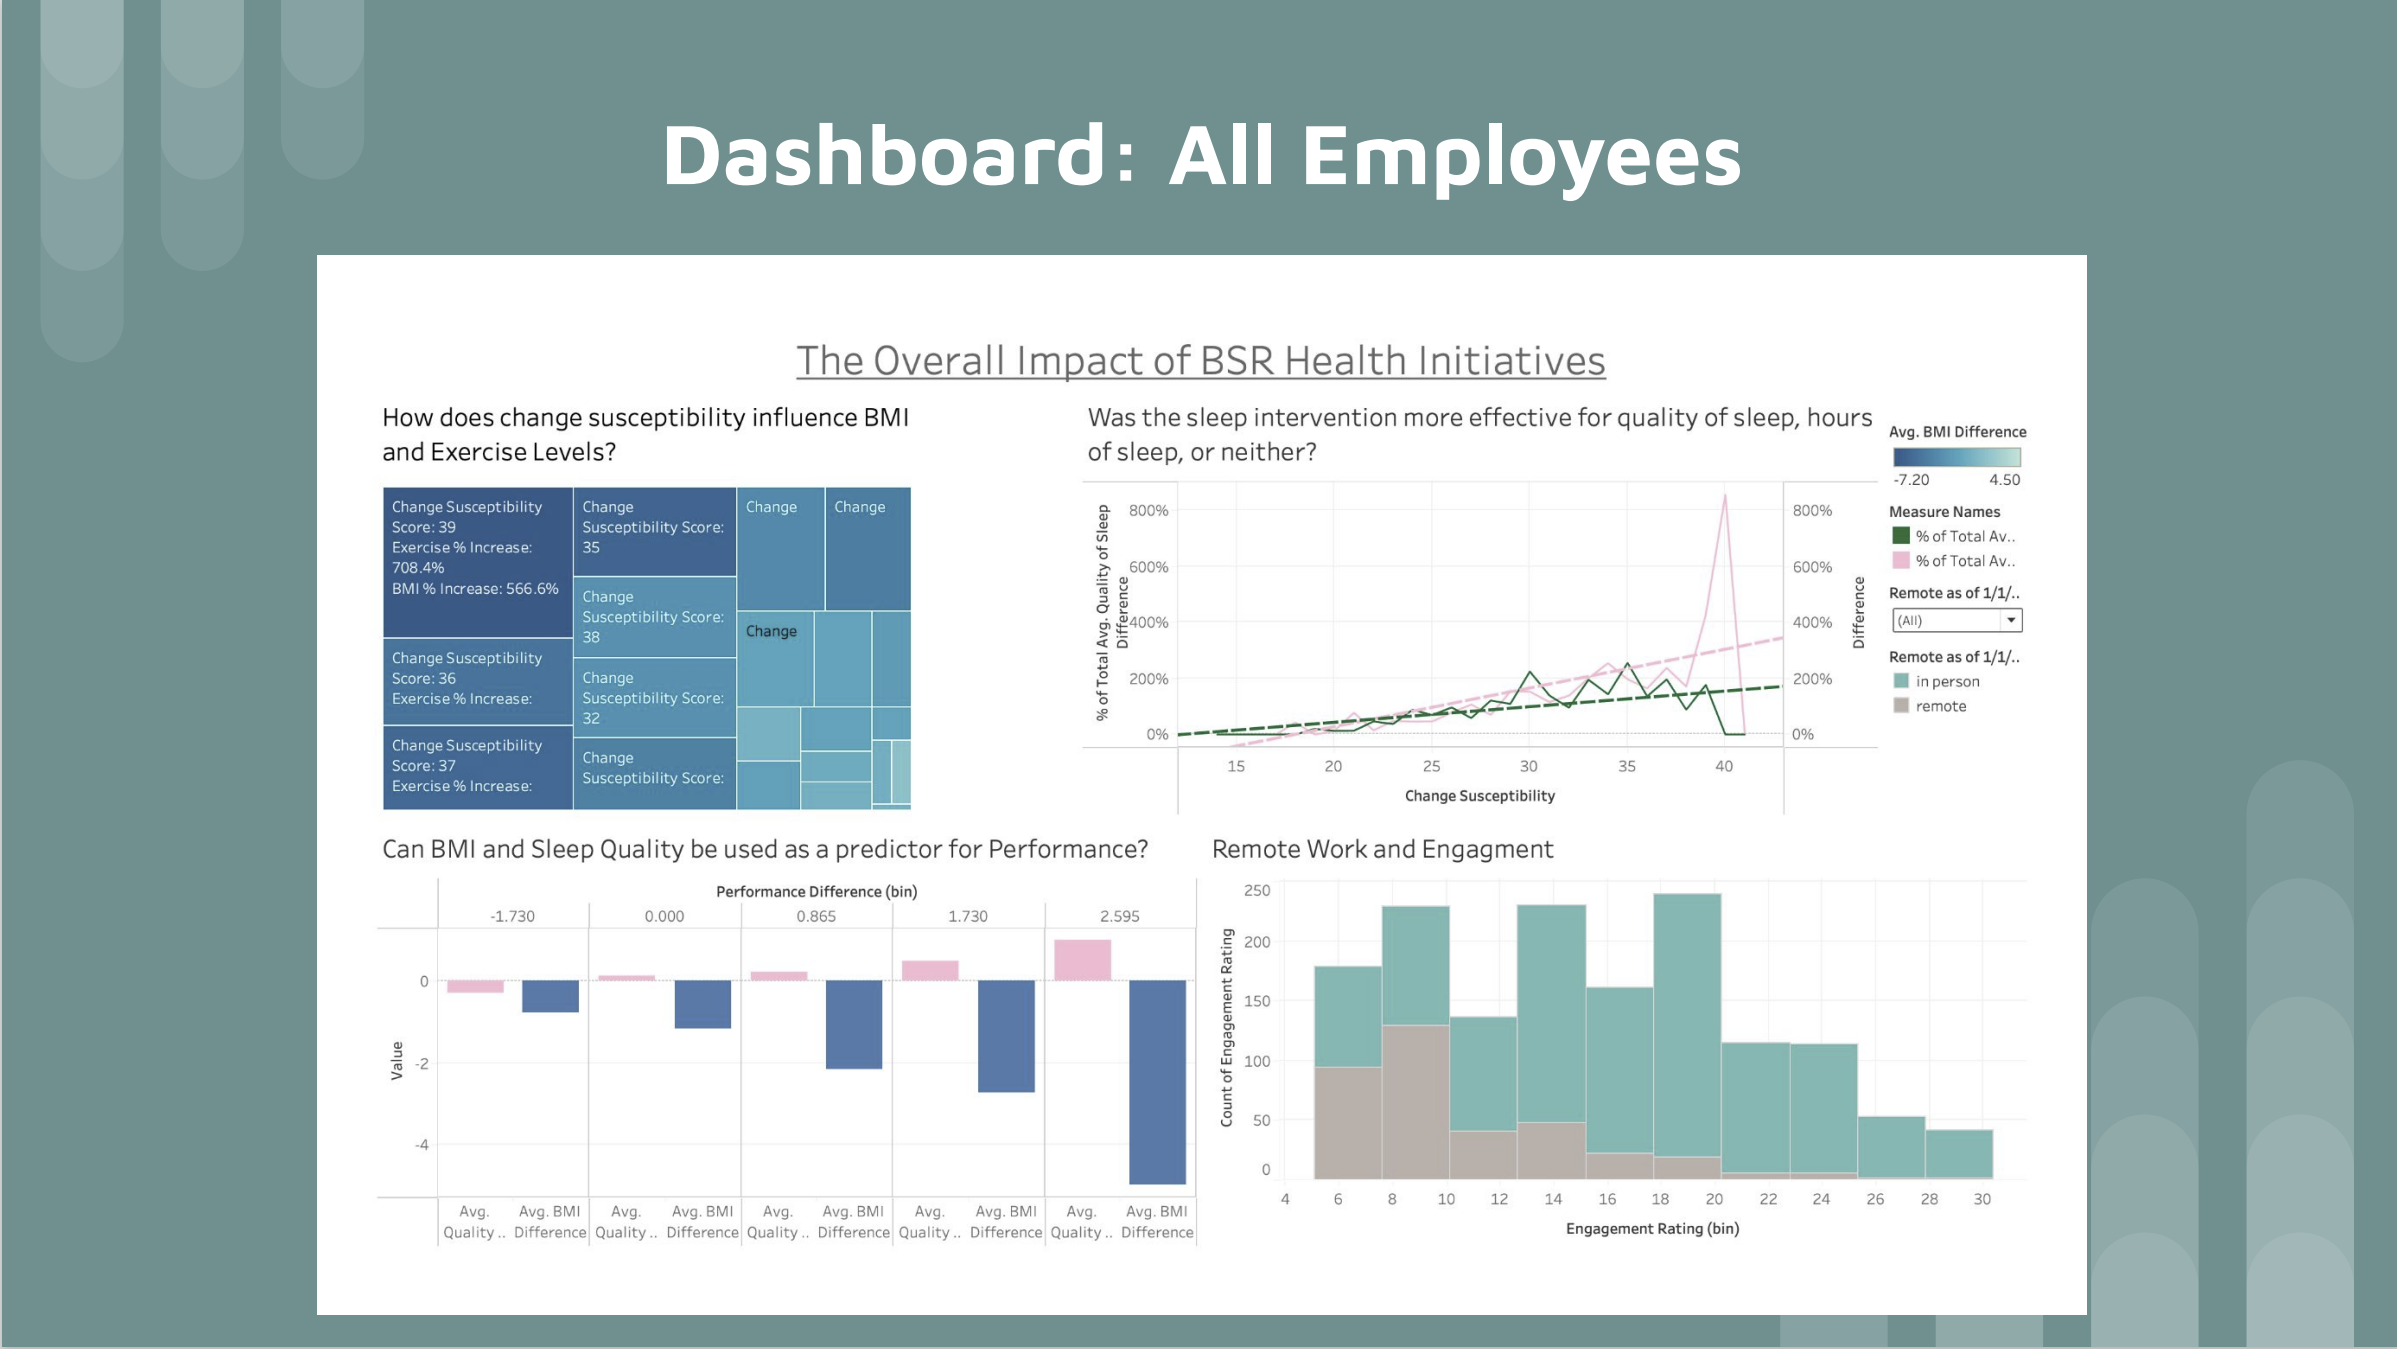 Dashboard: All Employees
The Overall Impact of BSR Health Initiatives
How does change susceptibility influence BMI
and Exercise Levels?
Change Susceptibility
Score: 39
Exercise % Increase:
708.4%
BMI % Increase: 566.6%
Change Susceptibility
Score: 36
Exercise % Increase:
Change Susceptibility
Score: 37
Exercise % Increase:
Change
Susceptibility Score:
35
Change
Susceptibility Score:
38
Change
Susceptibility Score:
32
Change
Susceptibility Score:
Change
Change
Change
Was the sleep intervention more effective for quality of sleep, hours
of sleep, or neither?
% of Total Avg. Quality of Sleep
Difference
800%
600%
400%
200%
0%
15
20
25
30
35
40
Change Susceptibility
800%
600%
400%
200%
0%
Difference
Avg. BMI Difference
-7.20 4.50
Measure Names
% of Total Av..
% of Total Av..
Remote as of 1/1/..
(All)
Remote as of 1/1/..
in person
remote
Can BMI and Sleep Quality be used as a predictor for Performance?
Performance Difference (bin)
-1.730 0.000 0.865 1.730 2.595
Value
0
-2
-4
Avg.
Quality ..
Avg. BMI
Difference
Avg.
Quality ..
Avg. BMI
Difference
Avg.
Quality ..
Avg. BMI
Difference
Avg.
Quality ..
Avg. BMI
Difference
Avg.
Quality ..
Avg. BMI
Difference
Remote Work and Engagment
Count of Engagement Rating
250
200
150
100
50
0
4 6 8 10 12 14 16 18 20 22 24 26 28 30
Engagement Rating (bin)